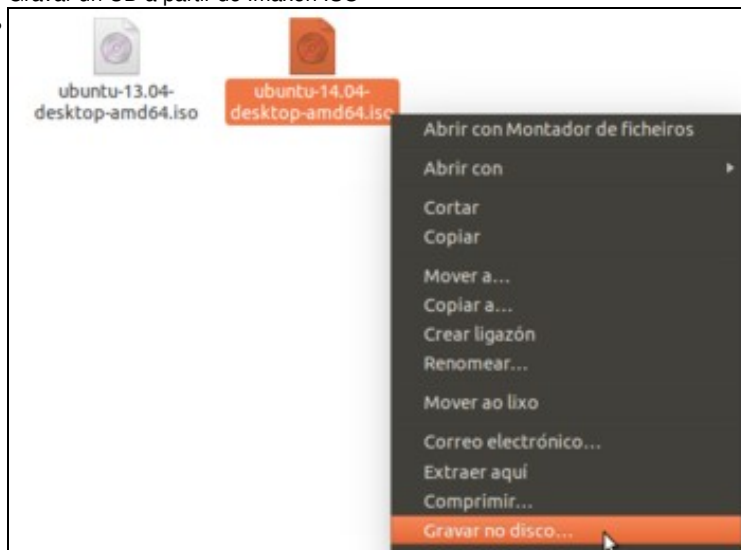 Gravar un CD a partir de imaxen ISO
ubuntu-13.04-
desktop-amd64.iso
ubuntu-14.04-
desktop-amd64.iso
Abrir con Montador de ficheiros
Abrir con
Cortar
Copiar
Mover a...
Copiar a...
Crear ligazón
Renomear...
Mover ao lixo
Correo electrónico...
Extraer aquí
Comprimir...
Gravar no disco...